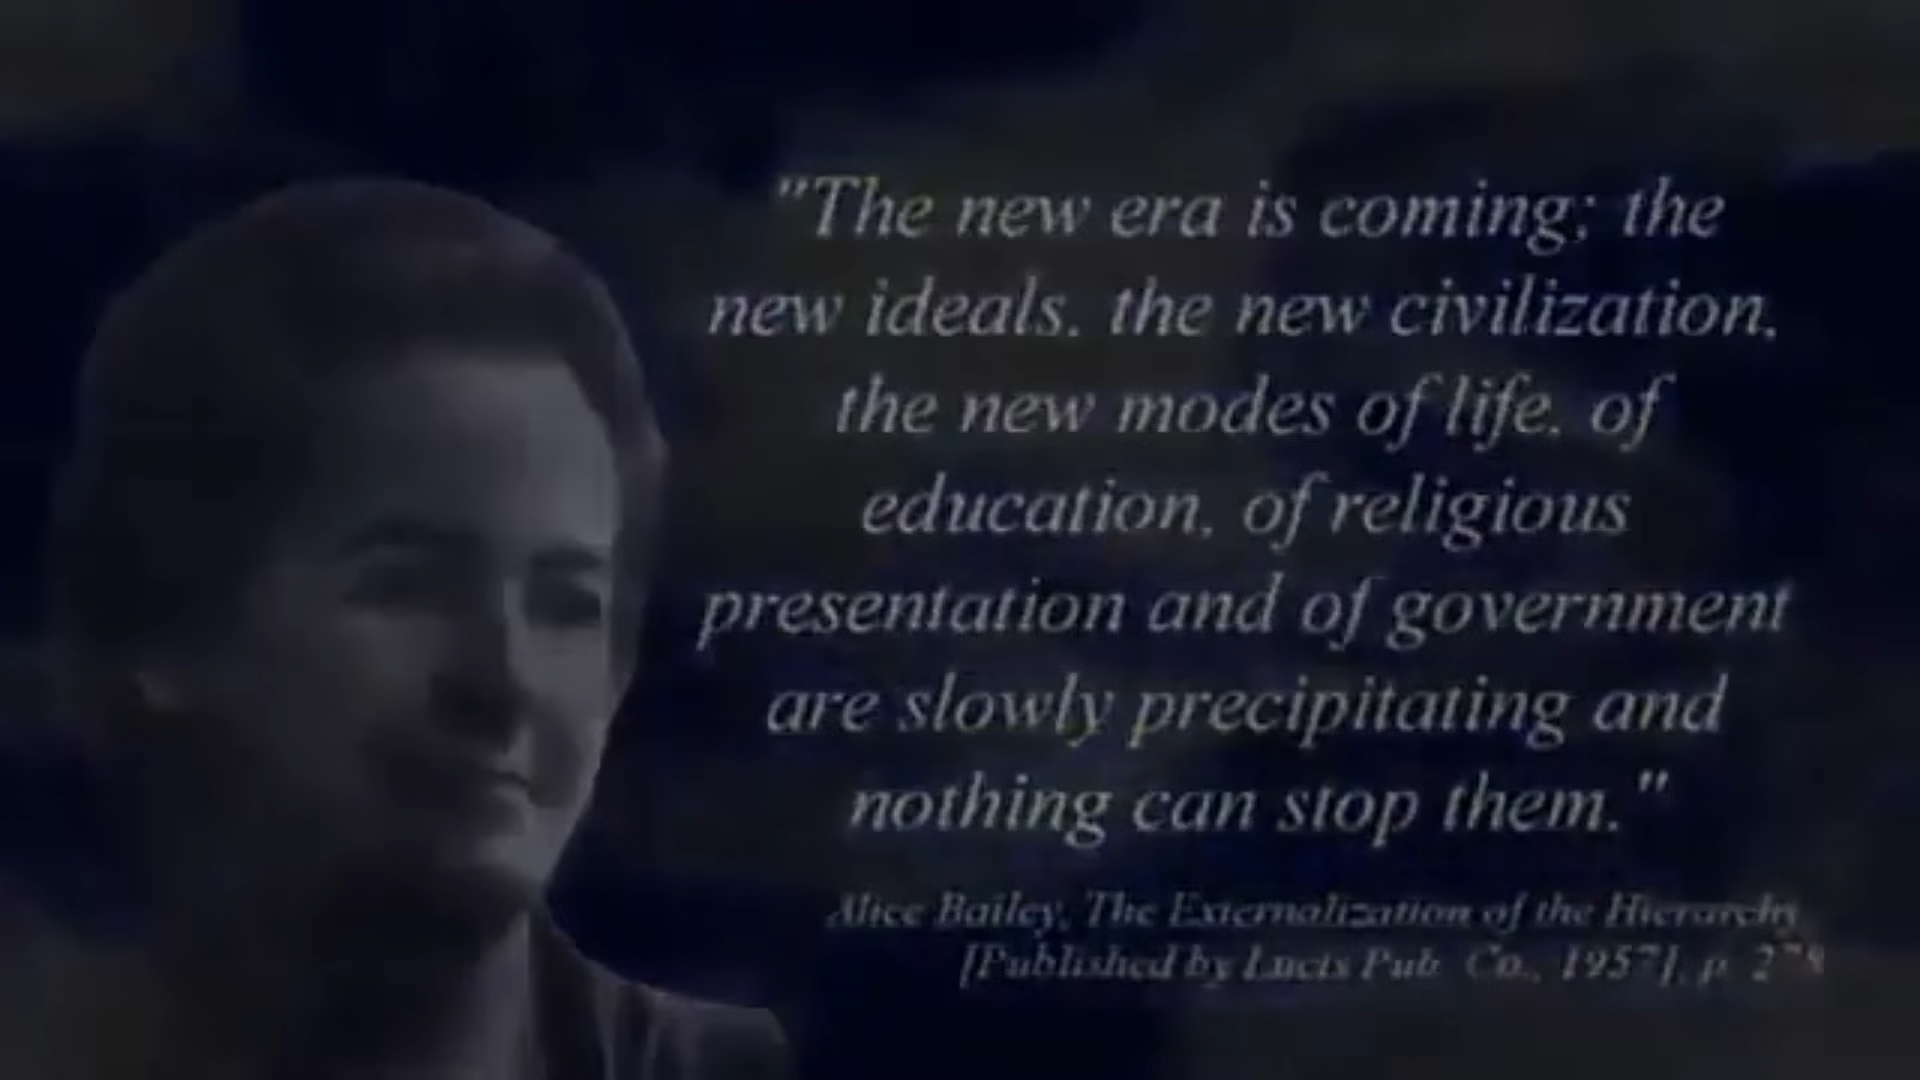 "The new era is coming; the
new ideals, the new civilization,
the new modes of life, of
education, of religious
presentation and of government
are slowly precipitating and
nothing can stop them."
Alice Bailey, The Externalization of the Hierarchy
[Published by Lucis Pub. Co., 1957], p.